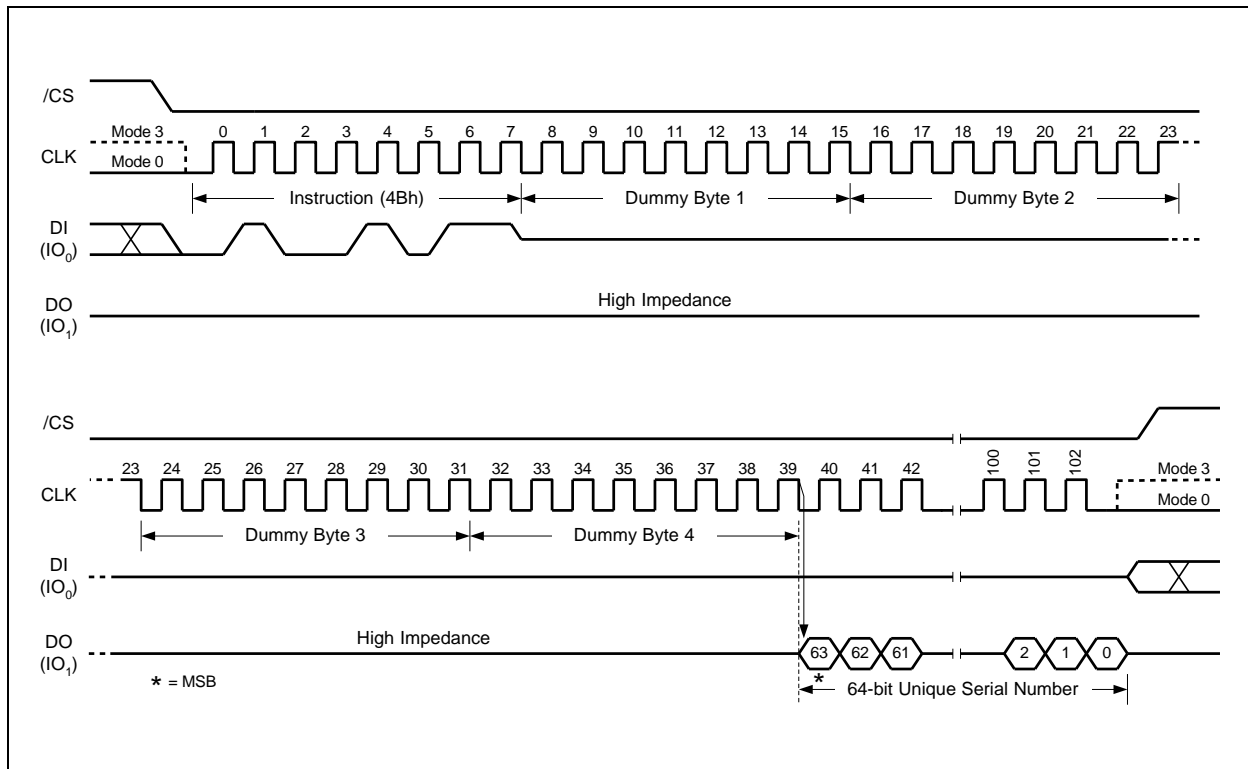 /CS
Mode 3 0 1 2 3 4 5 6 7 8 9 10 11 12 13 14 15 16 17 18 19 20 21 22 23
CLK Mode 0
Instruction (4Bh) Dummy Byte 1 Dummy Byte 2
DI
(IO0)
High Impedance
DO
(IO1)
/CS
23 24 25 26 27 28 29 30 31 32 33 34 35 36 37 38 39 40 41 42 100 101 102 Mode 3
CLK Mode 0
Dummy Byte 3 Dummy Byte 4
DI
(IO0)
DO High Impedance
(IO1) 63 62 61 2 1 0
* = MSB * 64-bit Unique Serial Number